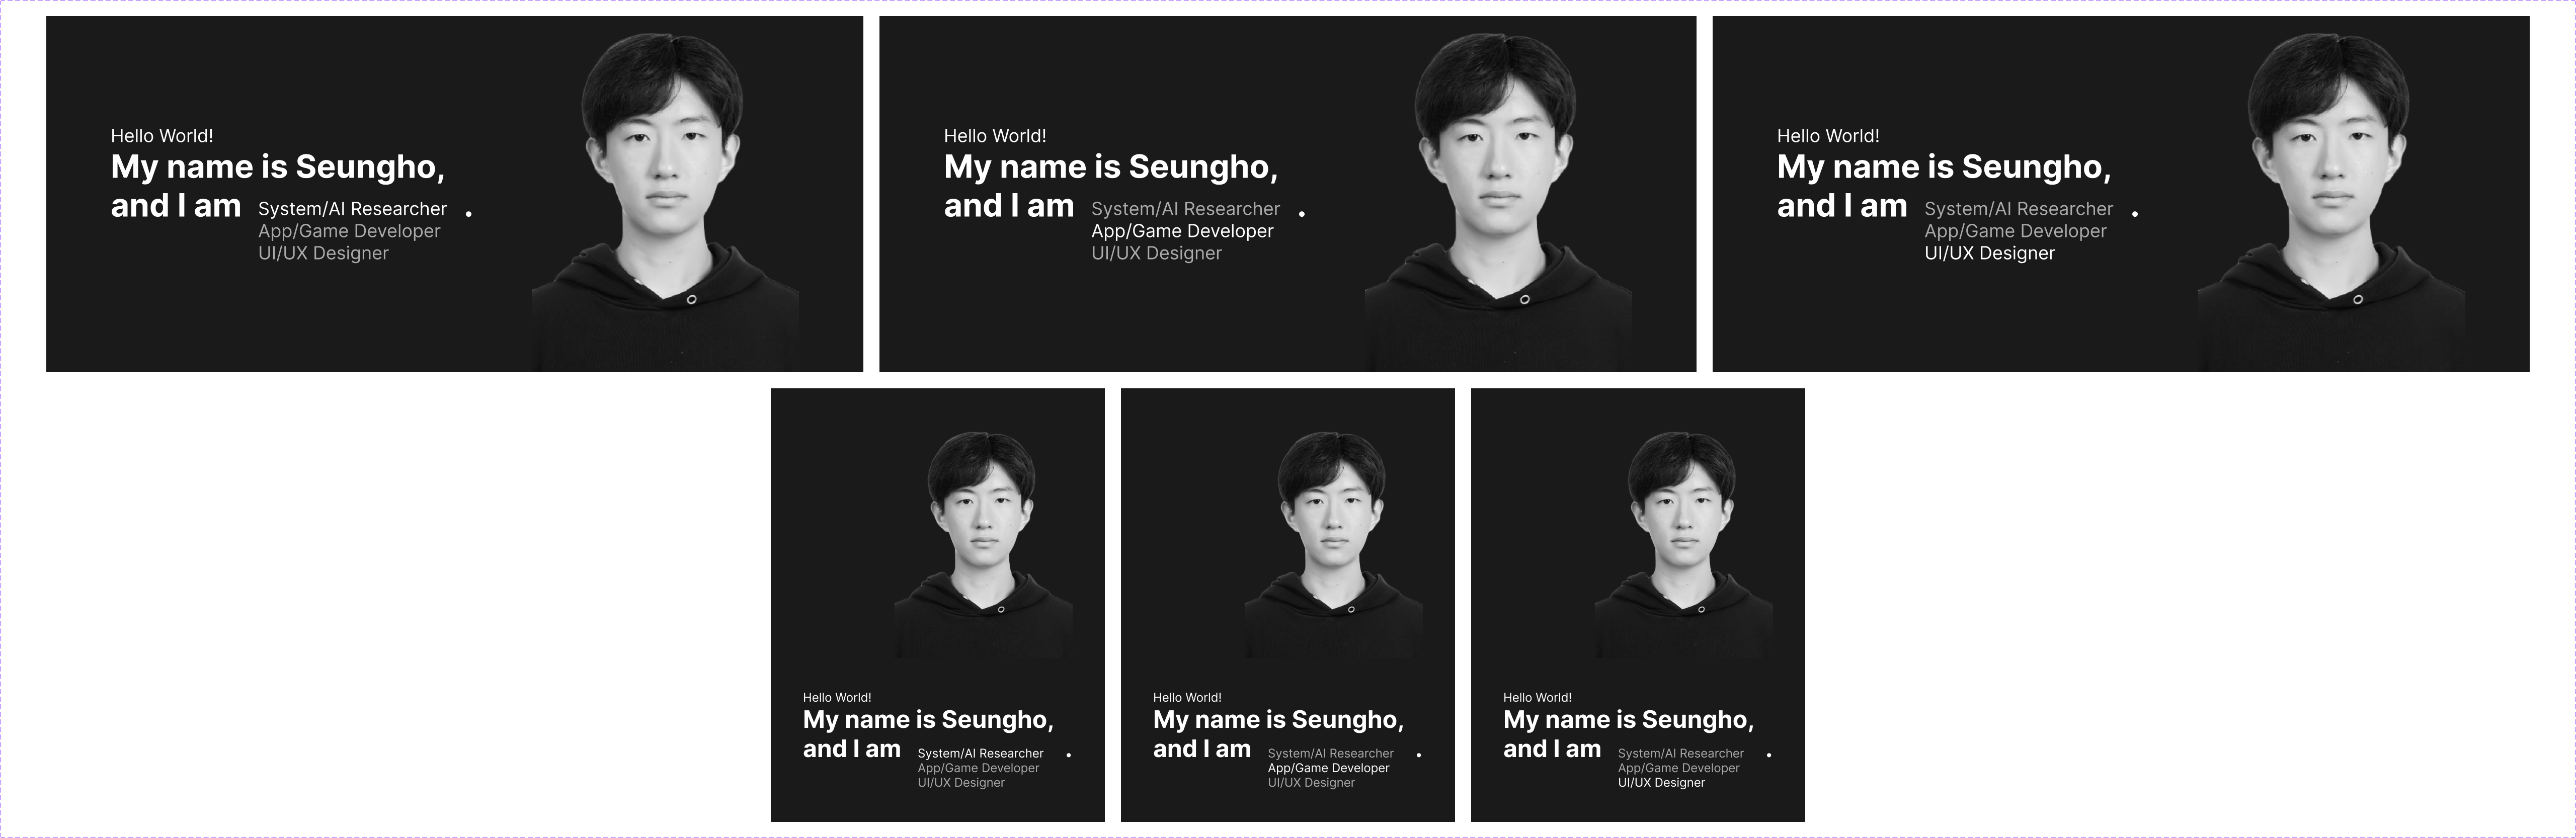 Hello World!
My name is Seungho,
and I am System/AI Researcher .
App/Game Developer
UI/UX Designer
Hello World!
My name is Seungho,
and I am System/AI Researcher .
App/Game Developer
UI/UX Designer
Hello World!
My name is Seungho,
and I am System/AI Researcher .
App/Game Developer
UI/UX Designer
Hello World!
My name is Seungho,
and I am System/AI Researcher .
App/Game Developer
UI/UX Designer
Hello World!
My name is Seungho,
and I am System/AI Researcher .
App/Game Developer
UI/UX Designer
Hello World!
My name is Seungho,
and I am System/AI Researcher .
App/Game Developer
UI/UX Designer